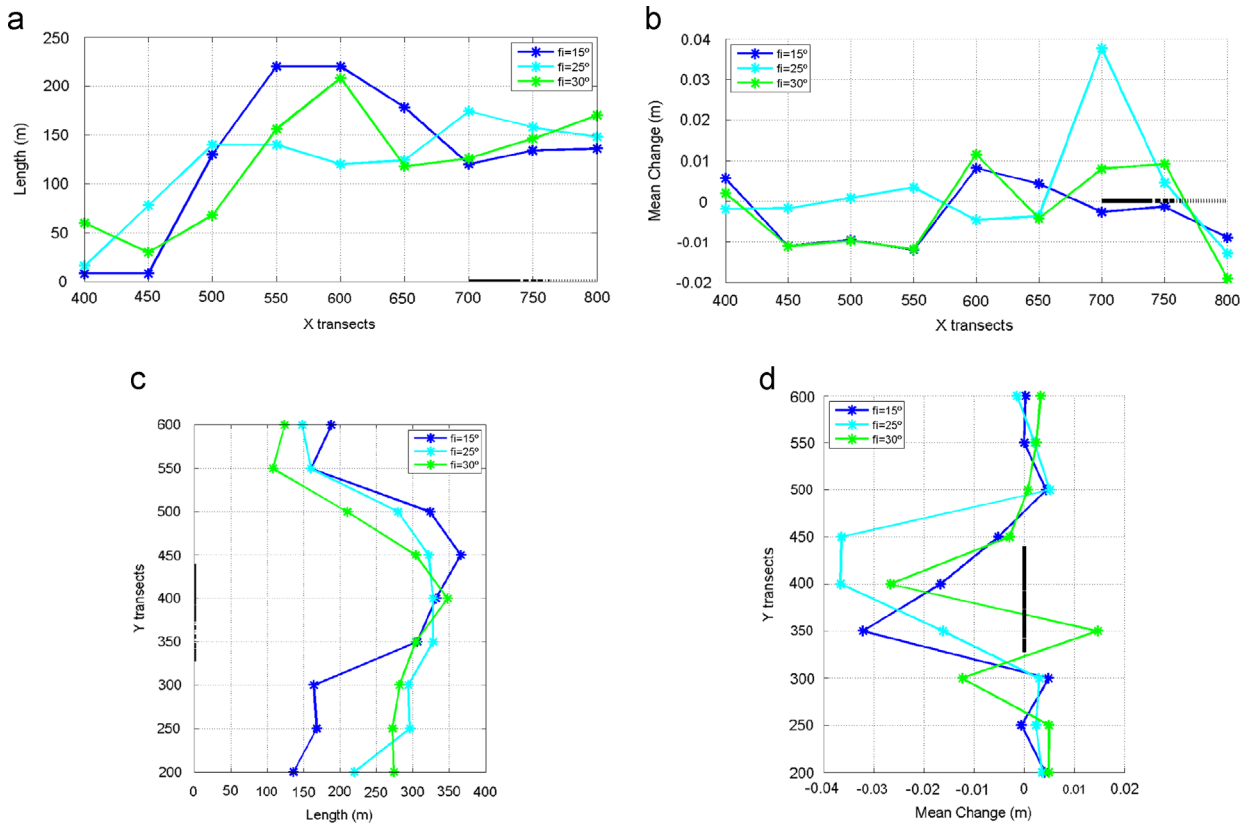 a
250
200
150
100
50
0
Length (m)
fi=15º
fi=25º
fi=30º
400 450 500 550 600 650 700 750 800
X transects
b
0.04
0.03
0.02
0.01
0
-0.01
-0.02
Mean Change (m)
fi=15º
fi=25º
fi=30º
400 450 500 550 600 650 700 750 800
X transects
c
600
550
500
450
400
350
300
250
200
Y transects
fi=15º
fi=25º
fi=30º
0 50 100 150 200 250 300 350 400
Length (m)
d
600
550
500
450
400
350
300
250
200
Y transects
fi=15º
fi=25º
fi=30º
-0.04 -0.03 -0.02 -0.01 0 0.01 0.02
Mean Change (m)